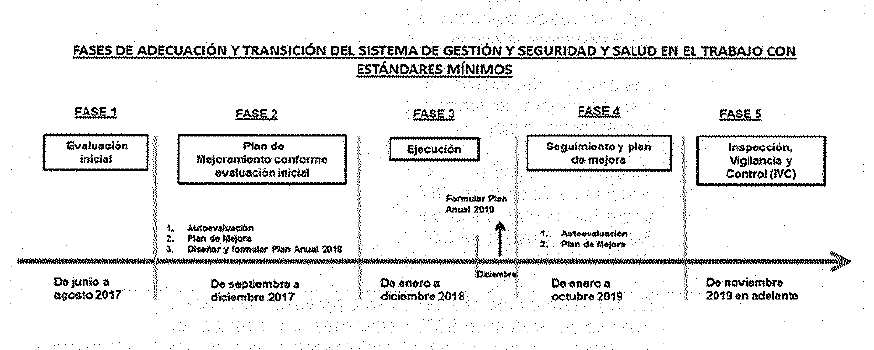 FASES DE ADECUACIÓN Y TRANSICIÓN DEL SISTEMA DE GESTIÓN Y SEGURIDAD Y SALUD EN EL TRABAJO CON
ESTÁNDARES MÍNIMOS
FASE 1
Evaluación
inicial
De junio a
agosto 2017
FASE 2
Plan de
Mejoramiento conforme
evaluación inicial
1. Autoevaluación
2. Plan de Mejora
3. Diseñar y formular Plan Anual 2018
De septiembre a
diciembre 2017
FASE 3
Ejecución
Formular Plan
Anual 2019
Diciembre
De enero a
diciembre 2018
FASE 4
Seguimiento y plan
de mejora
1. Autoevaluación
2. Plan de Mejora
De enero a
octubre 2019
FASE 5
Inspección,
Vigilancia y
Control (IVC)
De noviembre
2019 en adelante